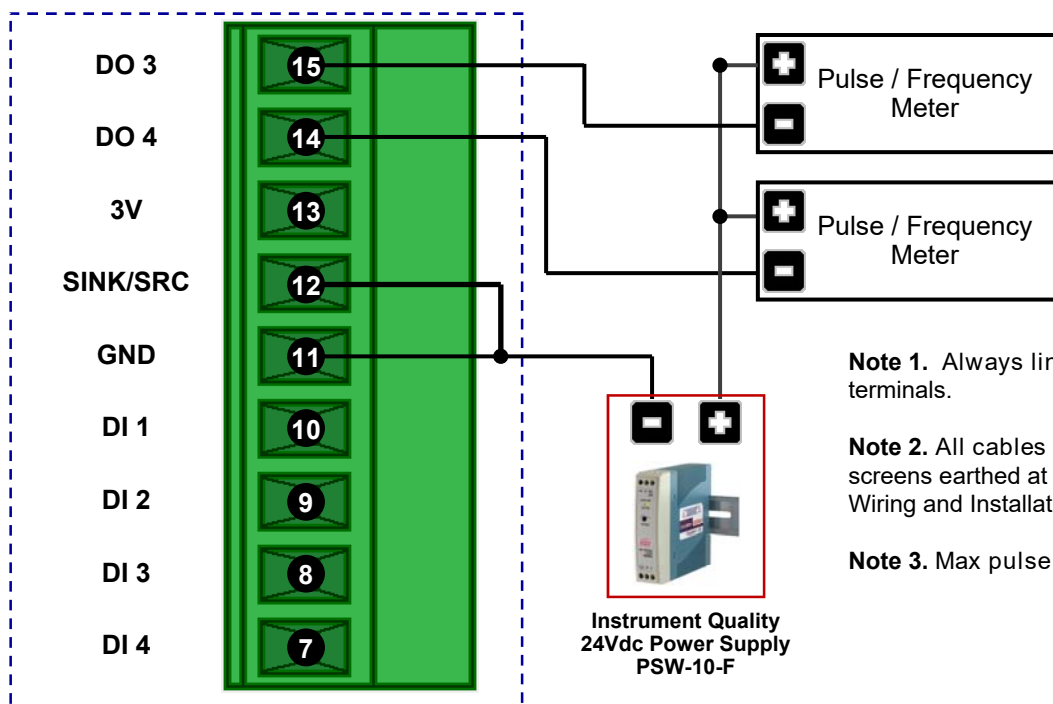 DO 3
15
DO 4
14
3V
13
SINK/SRC
12
GND
11
DI 1
10
DI 2
9
DI 3
8
DI 4
7
Pulse / Frequency
Meter
Pulse / Frequency
Meter
Instrument Quality
24Vdc Power Supply
PSW-10-F
Note 1. Always
terminals.
Note 2. All cables
screens earthed at
Wiring and
Note 3. Max pulse